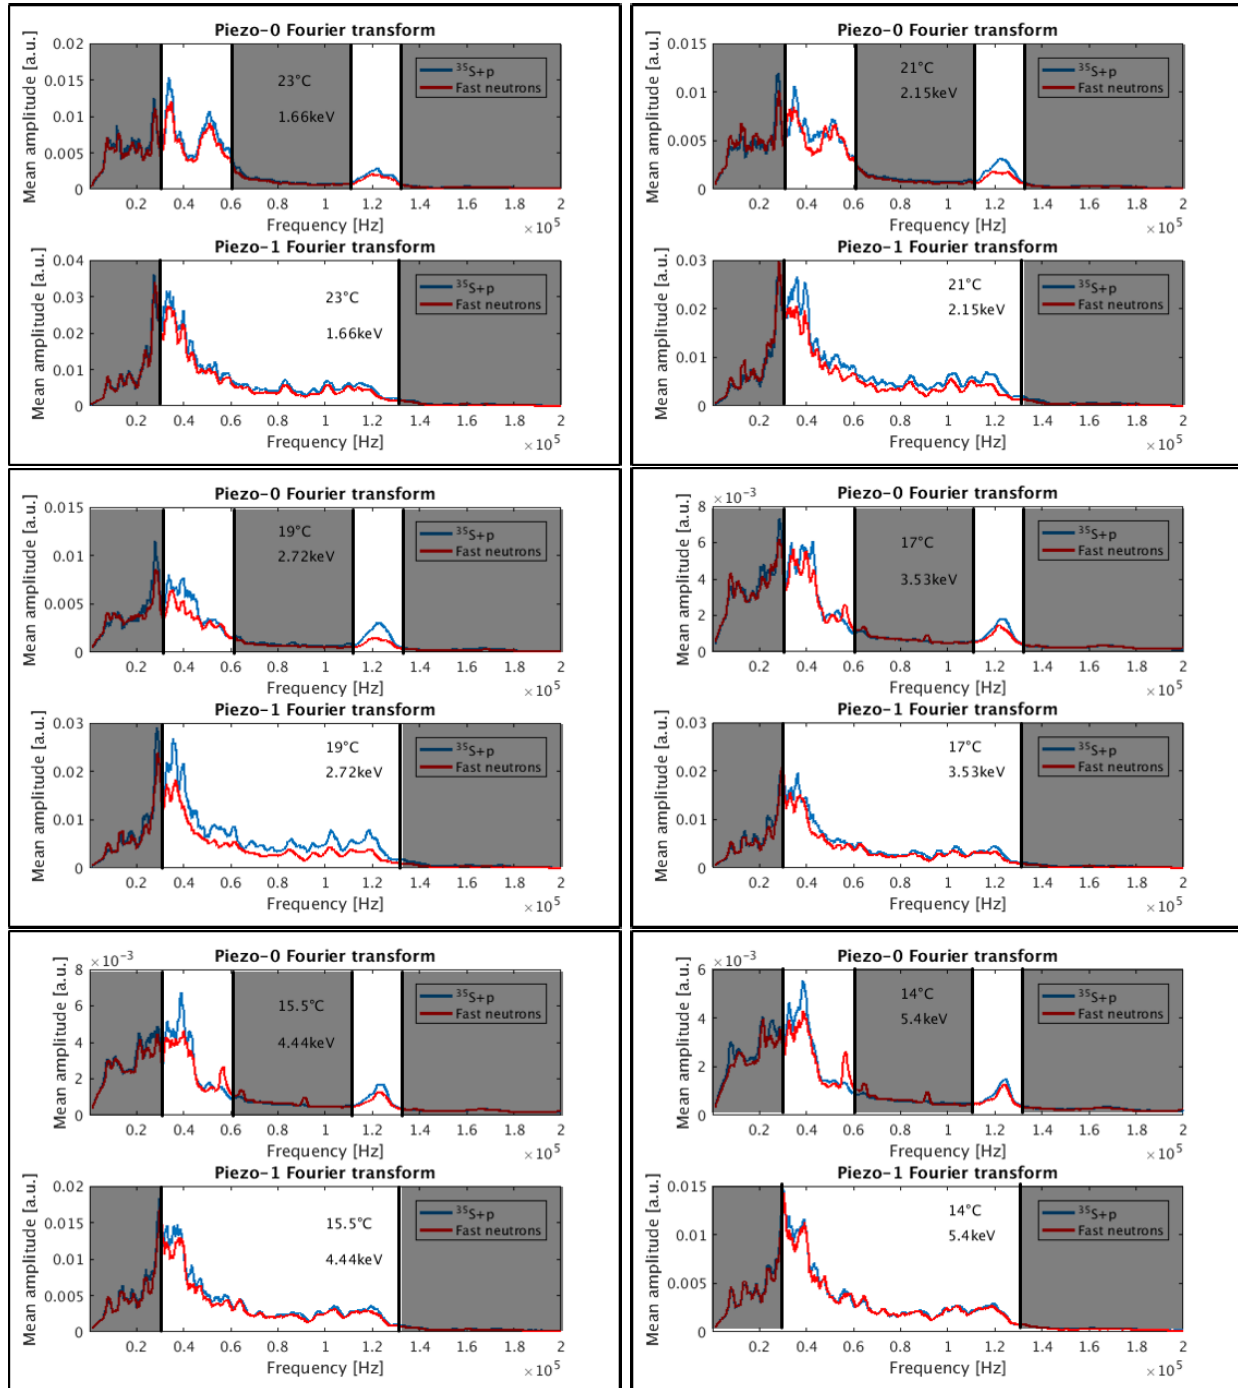 Piezo-0 Fourier transform
Mean amplitude [a.u.]
0.02
0.015
0.01
0.005
0
23°C
1.66keV
³⁵S+p
Fast neutrons
0.2 0.4 0.6 0.8 1 1.2 1.4 1.6 1.8 2
Frequency [Hz]
×10⁵
Piezo-1 Fourier transform
Mean amplitude [a.u.]
0.04
0.03
0.02
0.01
0
23°C
1.66keV
³⁵S+p
Fast neutrons
0.2 0.4 0.6 0.8 1 1.2 1.4 1.6 1.8 2
Frequency [Hz]
×10⁵
Piezo-0 Fourier transform
Mean amplitude [a.u.]
0.015
0.01
0.005
0
21°C
2.15keV
³⁵S+p
Fast neutrons
0.2 0.4 0.6 0.8 1 1.2 1.4 1.6 1.8 2
Frequency [Hz]
×10⁵
Piezo-1 Fourier transform
Mean amplitude [a.u.]
0.03
0.02
0.01
0
21°C
2.15keV
³⁵S+p
Fast neutrons
0.2 0.4 0.6 0.8 1 1.2 1.4 1.6 1.8 2
Frequency [Hz]
×10⁵
Piezo-0 Fourier transform
Mean amplitude [a.u.]
0.015
0.01
0.005
0
19°C
2.72keV
³⁵S+p
Fast neutrons
0.2 0.4 0.6 0.8 1 1.2 1.4 1.6 1.8 2
Frequency [Hz]
×10⁵
Piezo-1 Fourier transform
Mean amplitude [a.u.]
0.03
0.02
0.01
0
19°C
2.72keV
³⁵S+p
Fast neutrons
0.2 0.4 0.6 0.8 1 1.2 1.4 1.6 1.8 2
Frequency [Hz]
×10⁵
Piezo-0 Fourier transform
×10⁻³
Mean amplitude [a.u.]
8
6
4
2
0
17°C
3.53keV
³⁵S+p
Fast neutrons
0.2 0.4 0.6 0.8 1 1.2 1.4 1.6 1.8 2
Frequency [Hz]
×10⁵
Piezo-1 Fourier transform
Mean amplitude [a.u.]
0.03
0.02
0.01
0
17°C
3.53keV
³⁵S+p
Fast neutrons
0.2 0.4 0.6 0.8 1 1.2 1.4 1.6 1.8 2
Frequency [Hz]
×10⁵
Piezo-0 Fourier transform
×10⁻³
Mean amplitude [a.u.]
8
6
4
2
0
15.5°C
4.44keV
³⁵S+p
Fast neutrons
0.2 0.4 0.6 0.8 1 1.2 1.4 1.6 1.8 2
Frequency [Hz]
×10⁵
Piezo-1 Fourier transform
Mean amplitude [a.u.]
0.02
0.015
0.01
0.005
0
15.5°C
4.44keV
³⁵S+p
Fast neutrons
0.2 0.4 0.6 0.8 1 1.2 1.4 1.6 1.8 2
Frequency [Hz]
×10⁵
Piezo-0 Fourier transform
×10⁻³
Mean amplitude [a.u.]
6
4
2
0
14°C
5.4keV
³⁵S+p
Fast neutrons
0.2 0.4 0.6 0.8 1 1.2 1.4 1.6 1.8 2
Frequency [Hz]
×10⁵
Piezo-1 Fourier transform
Mean amplitude [a.u.]
0.015
0.01
0.005
0
14°C
5.4keV
³⁵S+p
Fast neutrons
0.2 0.4 0.6 0.8 1 1.2 1.4 1.6 1.8 2
Frequency [Hz]
×10⁵